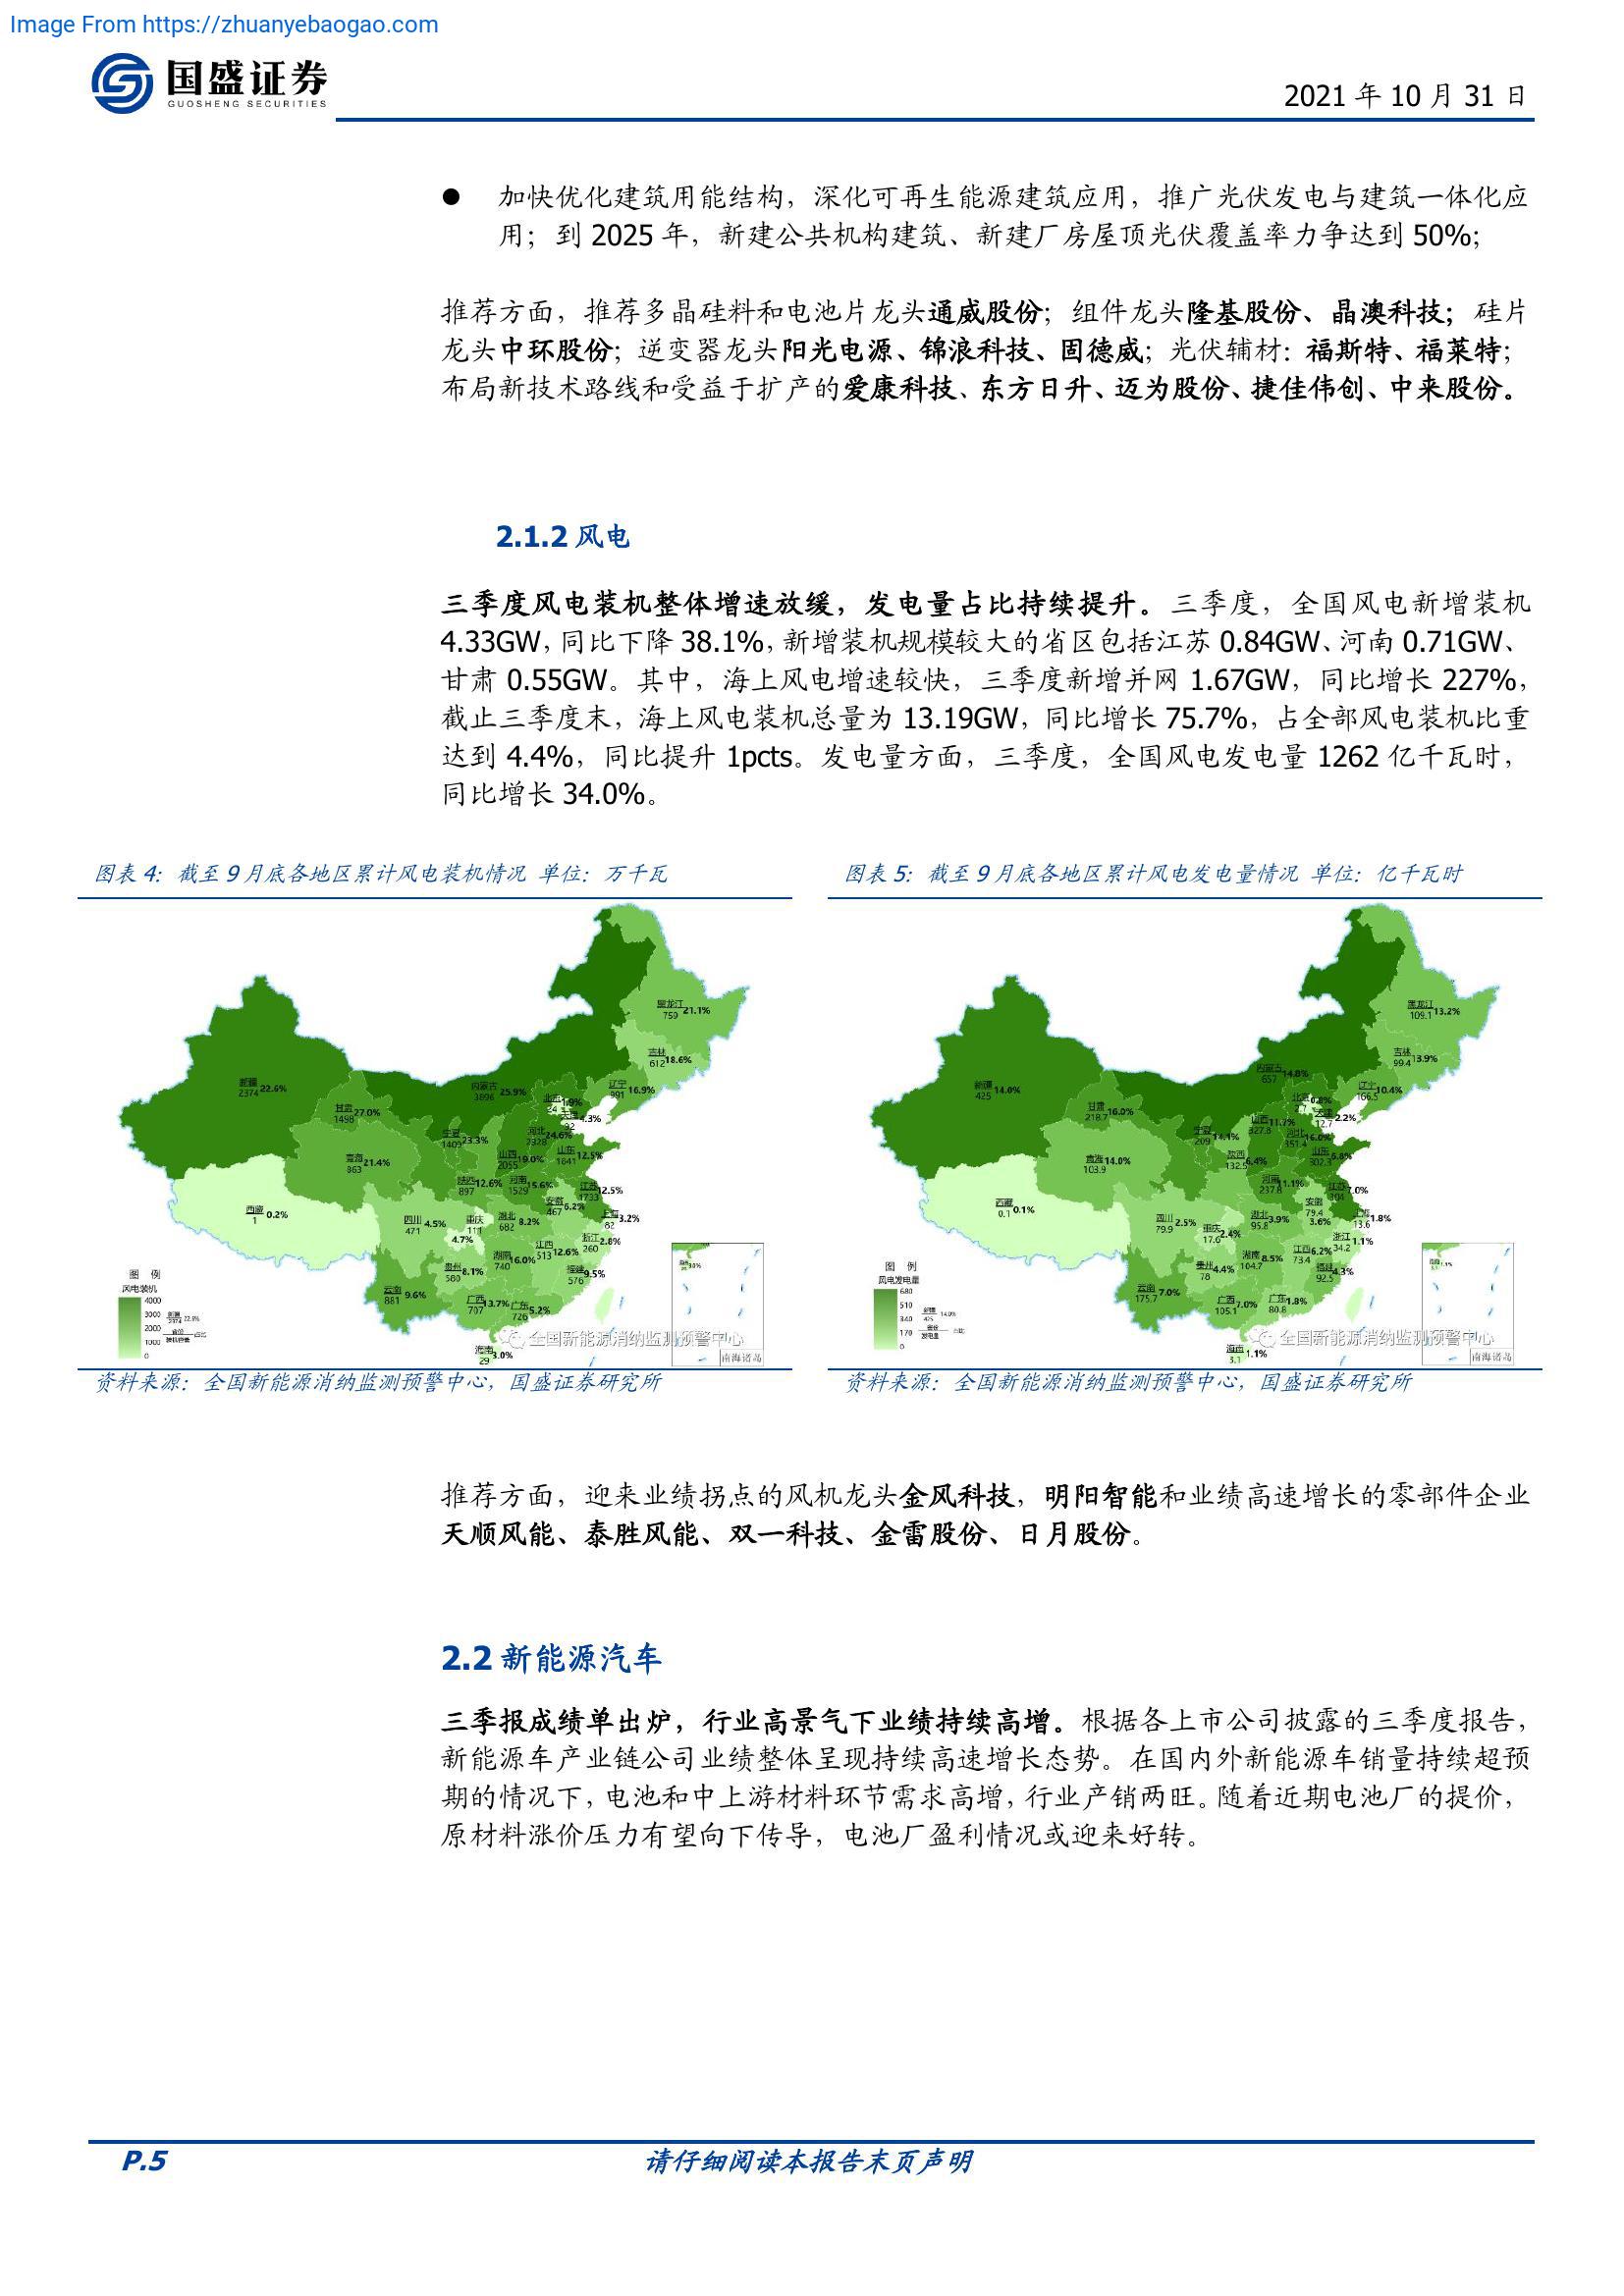 Image From https://zhuanyebaogao.com
国盛证券
GUOSHENG SECURITIES
2021 年 10 月 31 日
● 加快优化建筑用能结构，深化可再生能源建筑应用，推广光伏发电与建筑一体化应
用；到 2025 年，新建公共机构建筑、新建厂房屋顶光伏覆盖率力争达到 50%；
推荐方面，推荐多晶硅料和电池片龙头通威股份；组件龙头隆基股份、晶澳科技；硅片
龙头中环股份；逆变器龙头阳光电源、锦浪科技、固德威；光伏辅材：福斯特、福莱特；
布局新技术路线和受益于扩产的爱康科技、东方日升、迈为股份、捷佳伟创、中来股份。
2.1.2 风电
三季度风电装机整体增速放缓，发电量占比持续提升。三季度，全国风电新增装机
4.33GW，同比下降 38.1%，新增装机规模较大的省区包括江苏 0.84GW、河南 0.71GW、
甘肃 0.55GW。其中，海上风电增速较快，三季度新增并网 1.67GW，同比增长 227%，
截止三季度末，海上风电装机总量为 13.19GW，同比增长 75.7%，占全部风电装机比重
达到 4.4%，同比提升 1pcts。发电量方面，三季度，全国风电发电量 1262 亿千瓦时，
同比增长 34.0%。
图表 4：截至 9 月底各地区累计风电装机情况 单位：万千瓦
黑龙江 759 21.1%
吉林 612 18.6%
辽宁 16.9%
新疆 2374 22.6%
内蒙古 3896 25.9%
甘肃 1498 27.0%
宁夏 23.3%
青海 863 21.4%
河北 2328 24.6%
山西 2055 19.0%
山东 1841 12.5%
陕西 897 12.6%
河南 1529 15.6%
江苏 12.5%
安徽 467 6.2%
上海 82 3.2%
西藏 1 0.2%
四川 471 4.5%
重庆 4.7%
湖北 682 8.2%
浙江 260 2.8%
湖南 740 16.0%
江西 513 12.6%
贵州 580 8.1%
福建 576 9.5%
云南 881 9.6%
广西 707 13.7%
广东 726 5.2%
海南 29 3.0%
图 例
风电装机
4000
3000
2000
1000
0
全国新能源消纳监测预警中心
南海诸岛
资料来源：全国新能源消纳监测预警中心，国盛证券研究所
图表 5：截至 9 月底各地区累计风电发电量情况 单位：亿千瓦时
黑龙江 109.1 13.2%
吉林 99.4 13.9%
辽宁 166.5 10.4%
新疆 425 14.0%
内蒙古 657 14.8%
甘肃 218.7 16.0%
天津 12.7 2.2%
宁夏 209 14.1%
青海 103.9 14.0%
陕西 132.5 6.4%
山东 302.3
西藏 0.1 0.1%
四川 79.9 2.5%
重庆 17.6 2.4%
湖北 95.8 3.9%
安徽 79.4 3.6%
上海 13.6 1.8%
浙江 34.2 1.1%
湖南 104.7 8.5%
江西 73.4 6.2%
贵州 78 4.4%
福建 92.5 4.3%
云南 175.7 7.0%
广西 105.1 7.0%
广东 80.8 1.8%
海南 3.1 1.1%
图 例
风电发电量
680
510
340
170
0
全国新能源消纳监测预警中心
南海诸岛
资料来源：全国新能源消纳监测预警中心，国盛证券研究所
推荐方面，迎来业绩拐点的风机龙头金风科技，明阳智能和业绩高速增长的零部件企业
天顺风能、泰胜风能、双一科技、金雷股份、日月股份。
2.2 新能源汽车
三季报成绩单出炉，行业高景气下业绩持续高增。根据各上市公司披露的三季度报告，
新能源车产业链公司业绩整体呈现持续高速增长态势。在国内外新能源车销量持续超预
期的情况下，电池和中上游材料环节需求高增，行业产销两旺。随着近期电池厂的提价，
原材料涨价压力有望向下传导，电池厂盈利情况或迎来好转。
P.5
请仔细阅读本报告末页声明